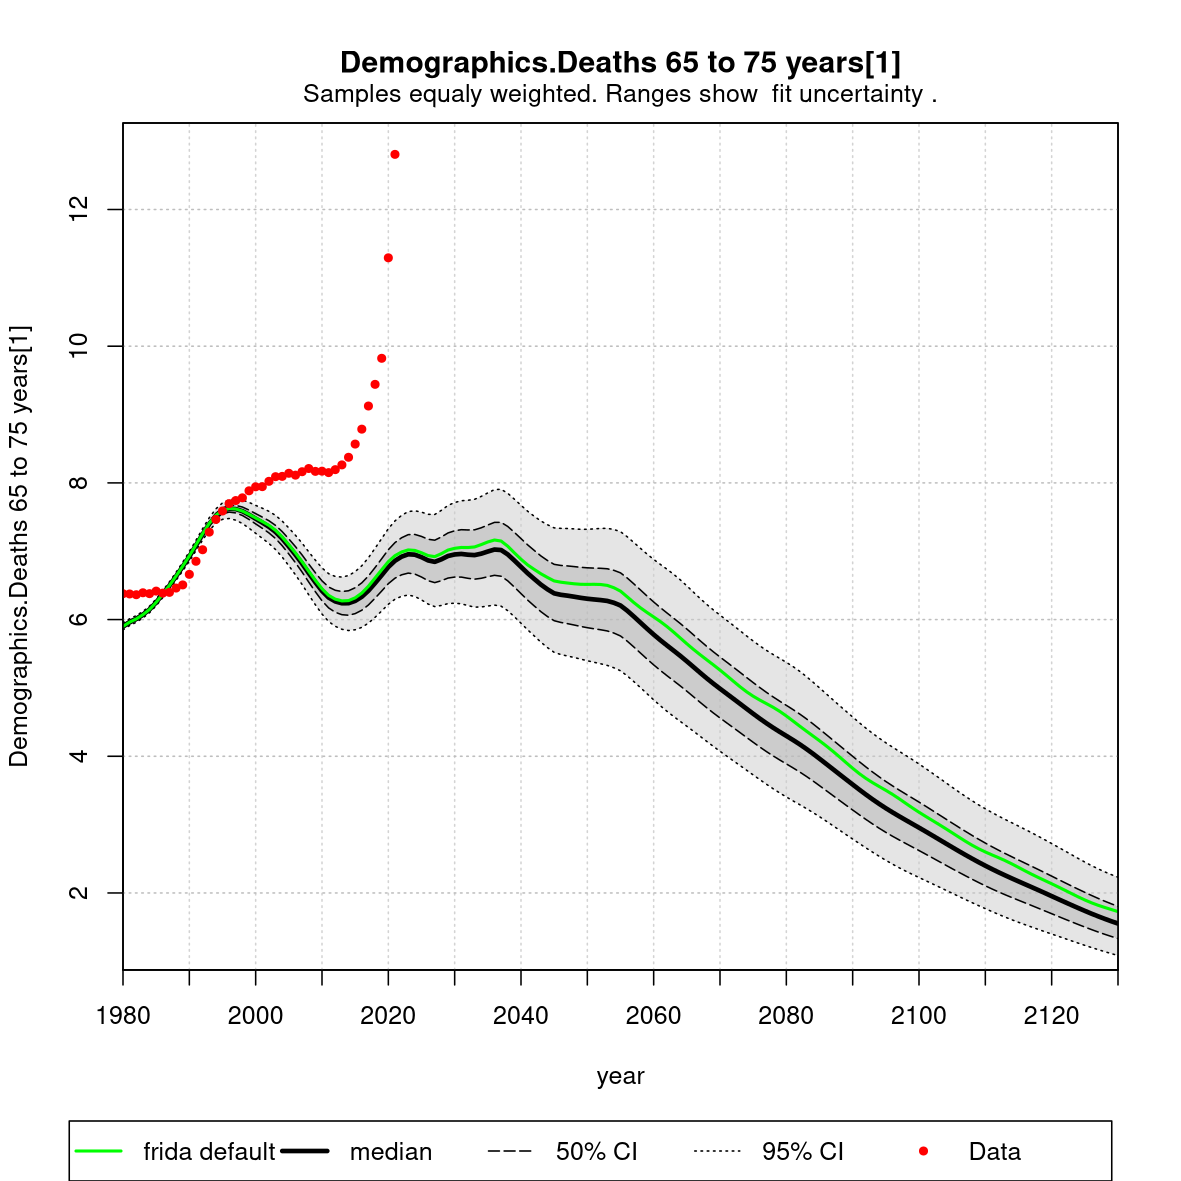 Demographics.Deaths 65 to 75 years[1]
Samples equaly weighted. Ranges show  fit uncertainty .
Demographics.Deaths 65 to 75 years[1]
12
10
8
6
4
2
1980 2000 2020 2040 2060 2080 2100 2120
year
frida default median 50% CI 95% CI Data